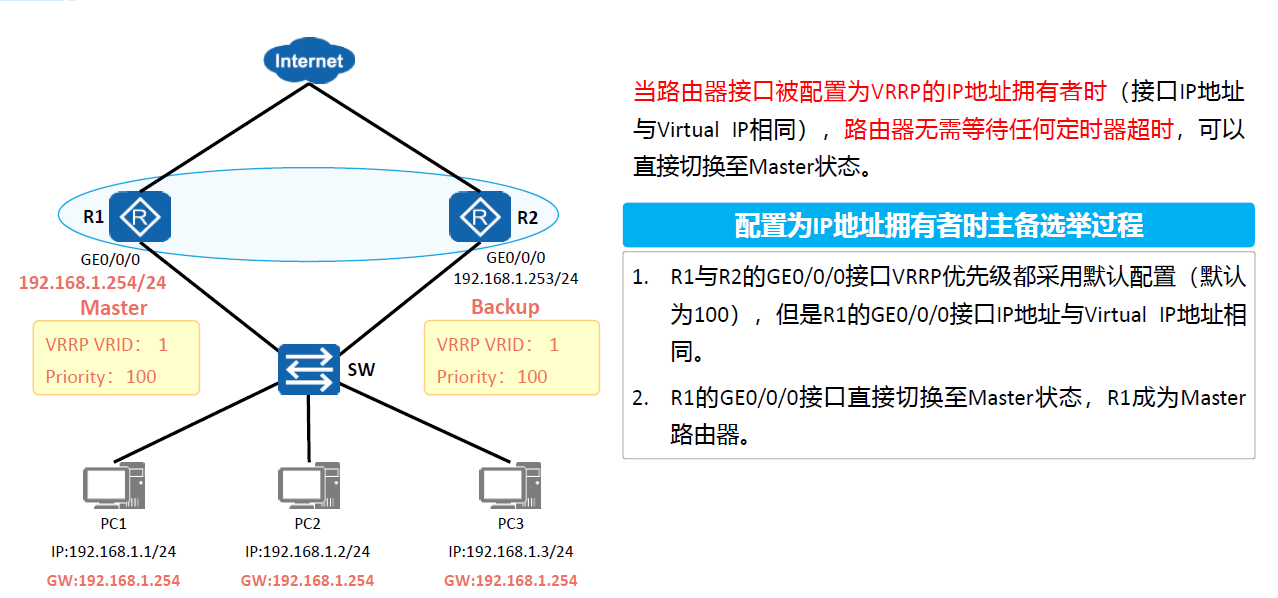 Internet
R1
R2
GE0/0/0
192.168.1.254/24
Master
GE0/0/0
192.168.1.253/24
Backup
VRRP VRID： 1
Priority：100
VRRP VRID： 1
Priority：100
SW
PC1
IP:192.168.1.1/24
GW:192.168.1.254
PC2
IP:192.168.1.2/24
GW:192.168.1.254
PC3
IP:192.168.1.3/24
GW:192.168.1.254
当路由器接口被配置为VRRP的IP地址拥有者时（接口IP地址
与Virtual IP相同），路由器无需等待任何定时器超时，可以
直接切换至Master状态。
配置为IP地址拥有者时主备选举过程
1. R1与R2的GE0/0/0接口VRRP优先级都采用默认配置（默认
为100），但是R1的GE0/0/0接口IP地址与Virtual IP地址相
同。
2. R1的GE0/0/0接口直接切换至Master状态，R1成为Master
路由器。